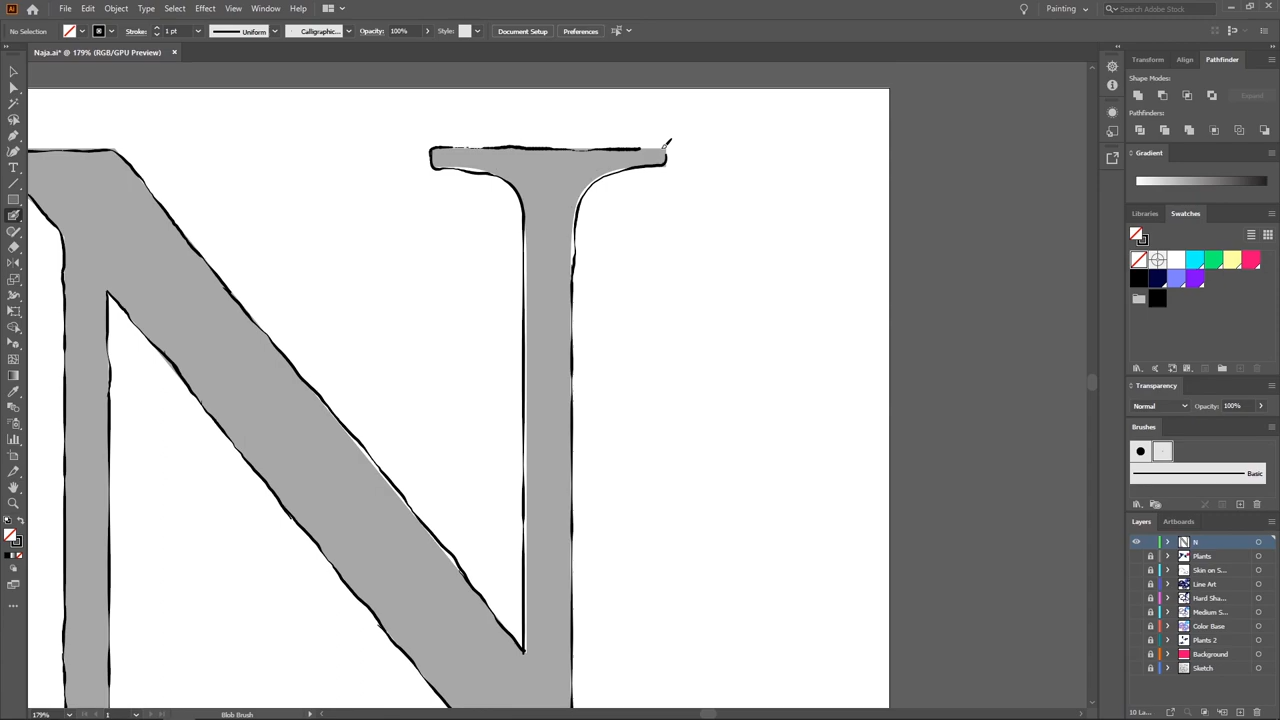 Ai File Edit Object Type Select Effect View Window Help Painting Search Adobe Stock
No Selection Stroke: 1 pt Uniform Calligraphic... Opacity: 100% Style: Document Setup Preferences
Naja.ai* @ 179% (RGB/GPU Preview)
N
Transform Align Pathfinder
Shape Modes:
Expand
Pathfinders:
Gradient
Libraries Swatches
Transparency
Normal Opacity: 100%
Brushes
Basic
Layers Artboards
N
Plants
Skin on S...
Line Art
Hard Sha...
Medium S...
Color Base
Plants 2
Background
Sketch
179% 1 Blob Brush 10 La...